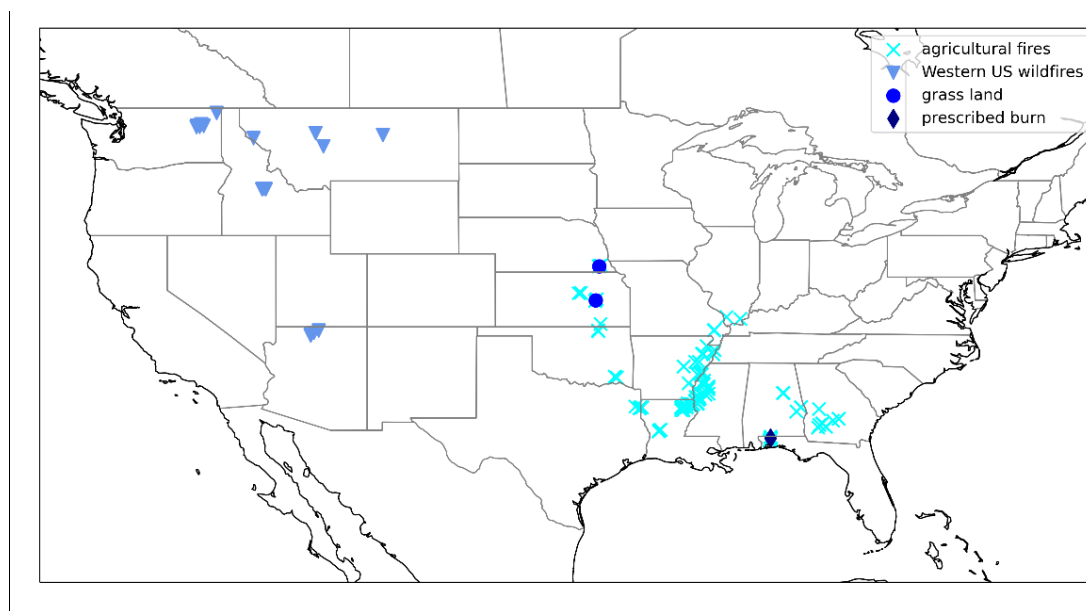 agricultural fires
Western US wildfires
grass land
prescribed burn